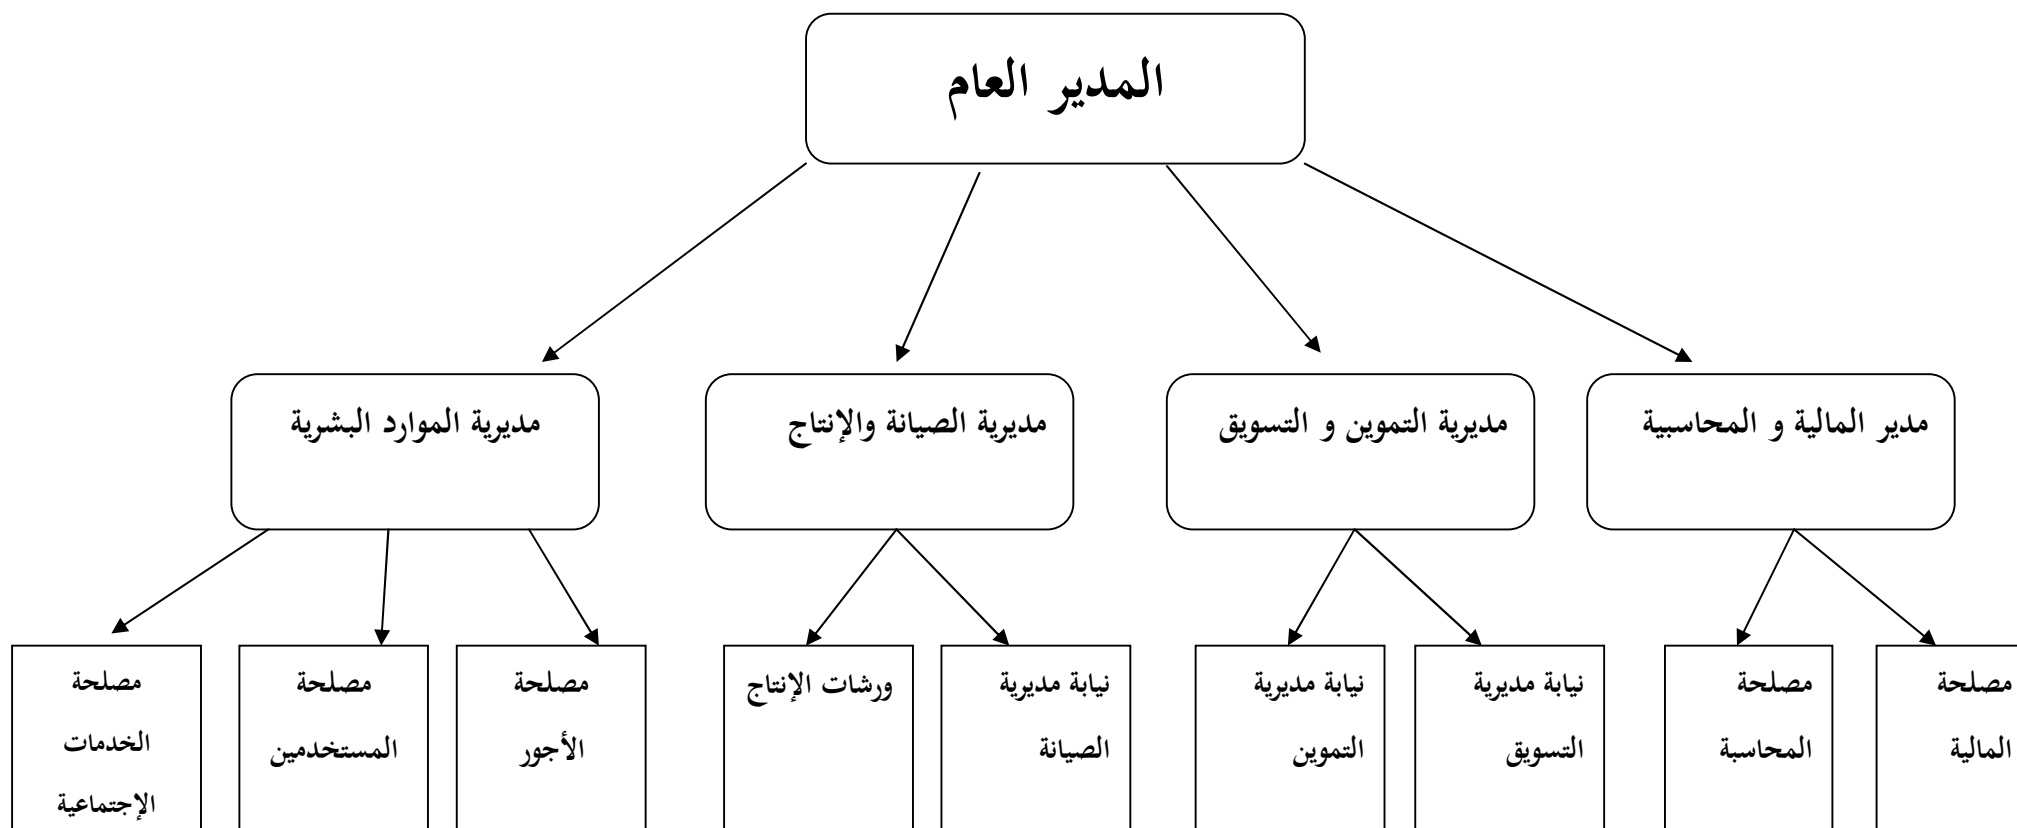 المدير العام
مدير المالية و المحاسبية
مديرية التموين و التسويق
مديرية الصيانة والإنتاج
مديرية الموارد البشرية
مصلحة
المالية
مصلحة
المحاسبة
نيابة مديرية
التسويق
نيابة مديرية
التموين
نيابة مديرية
الصيانة
ورشات الإنتاج
مصلحة
الأجور
مصلحة
المستخدمين
مصلحة
الخدمات
الإجتماعية